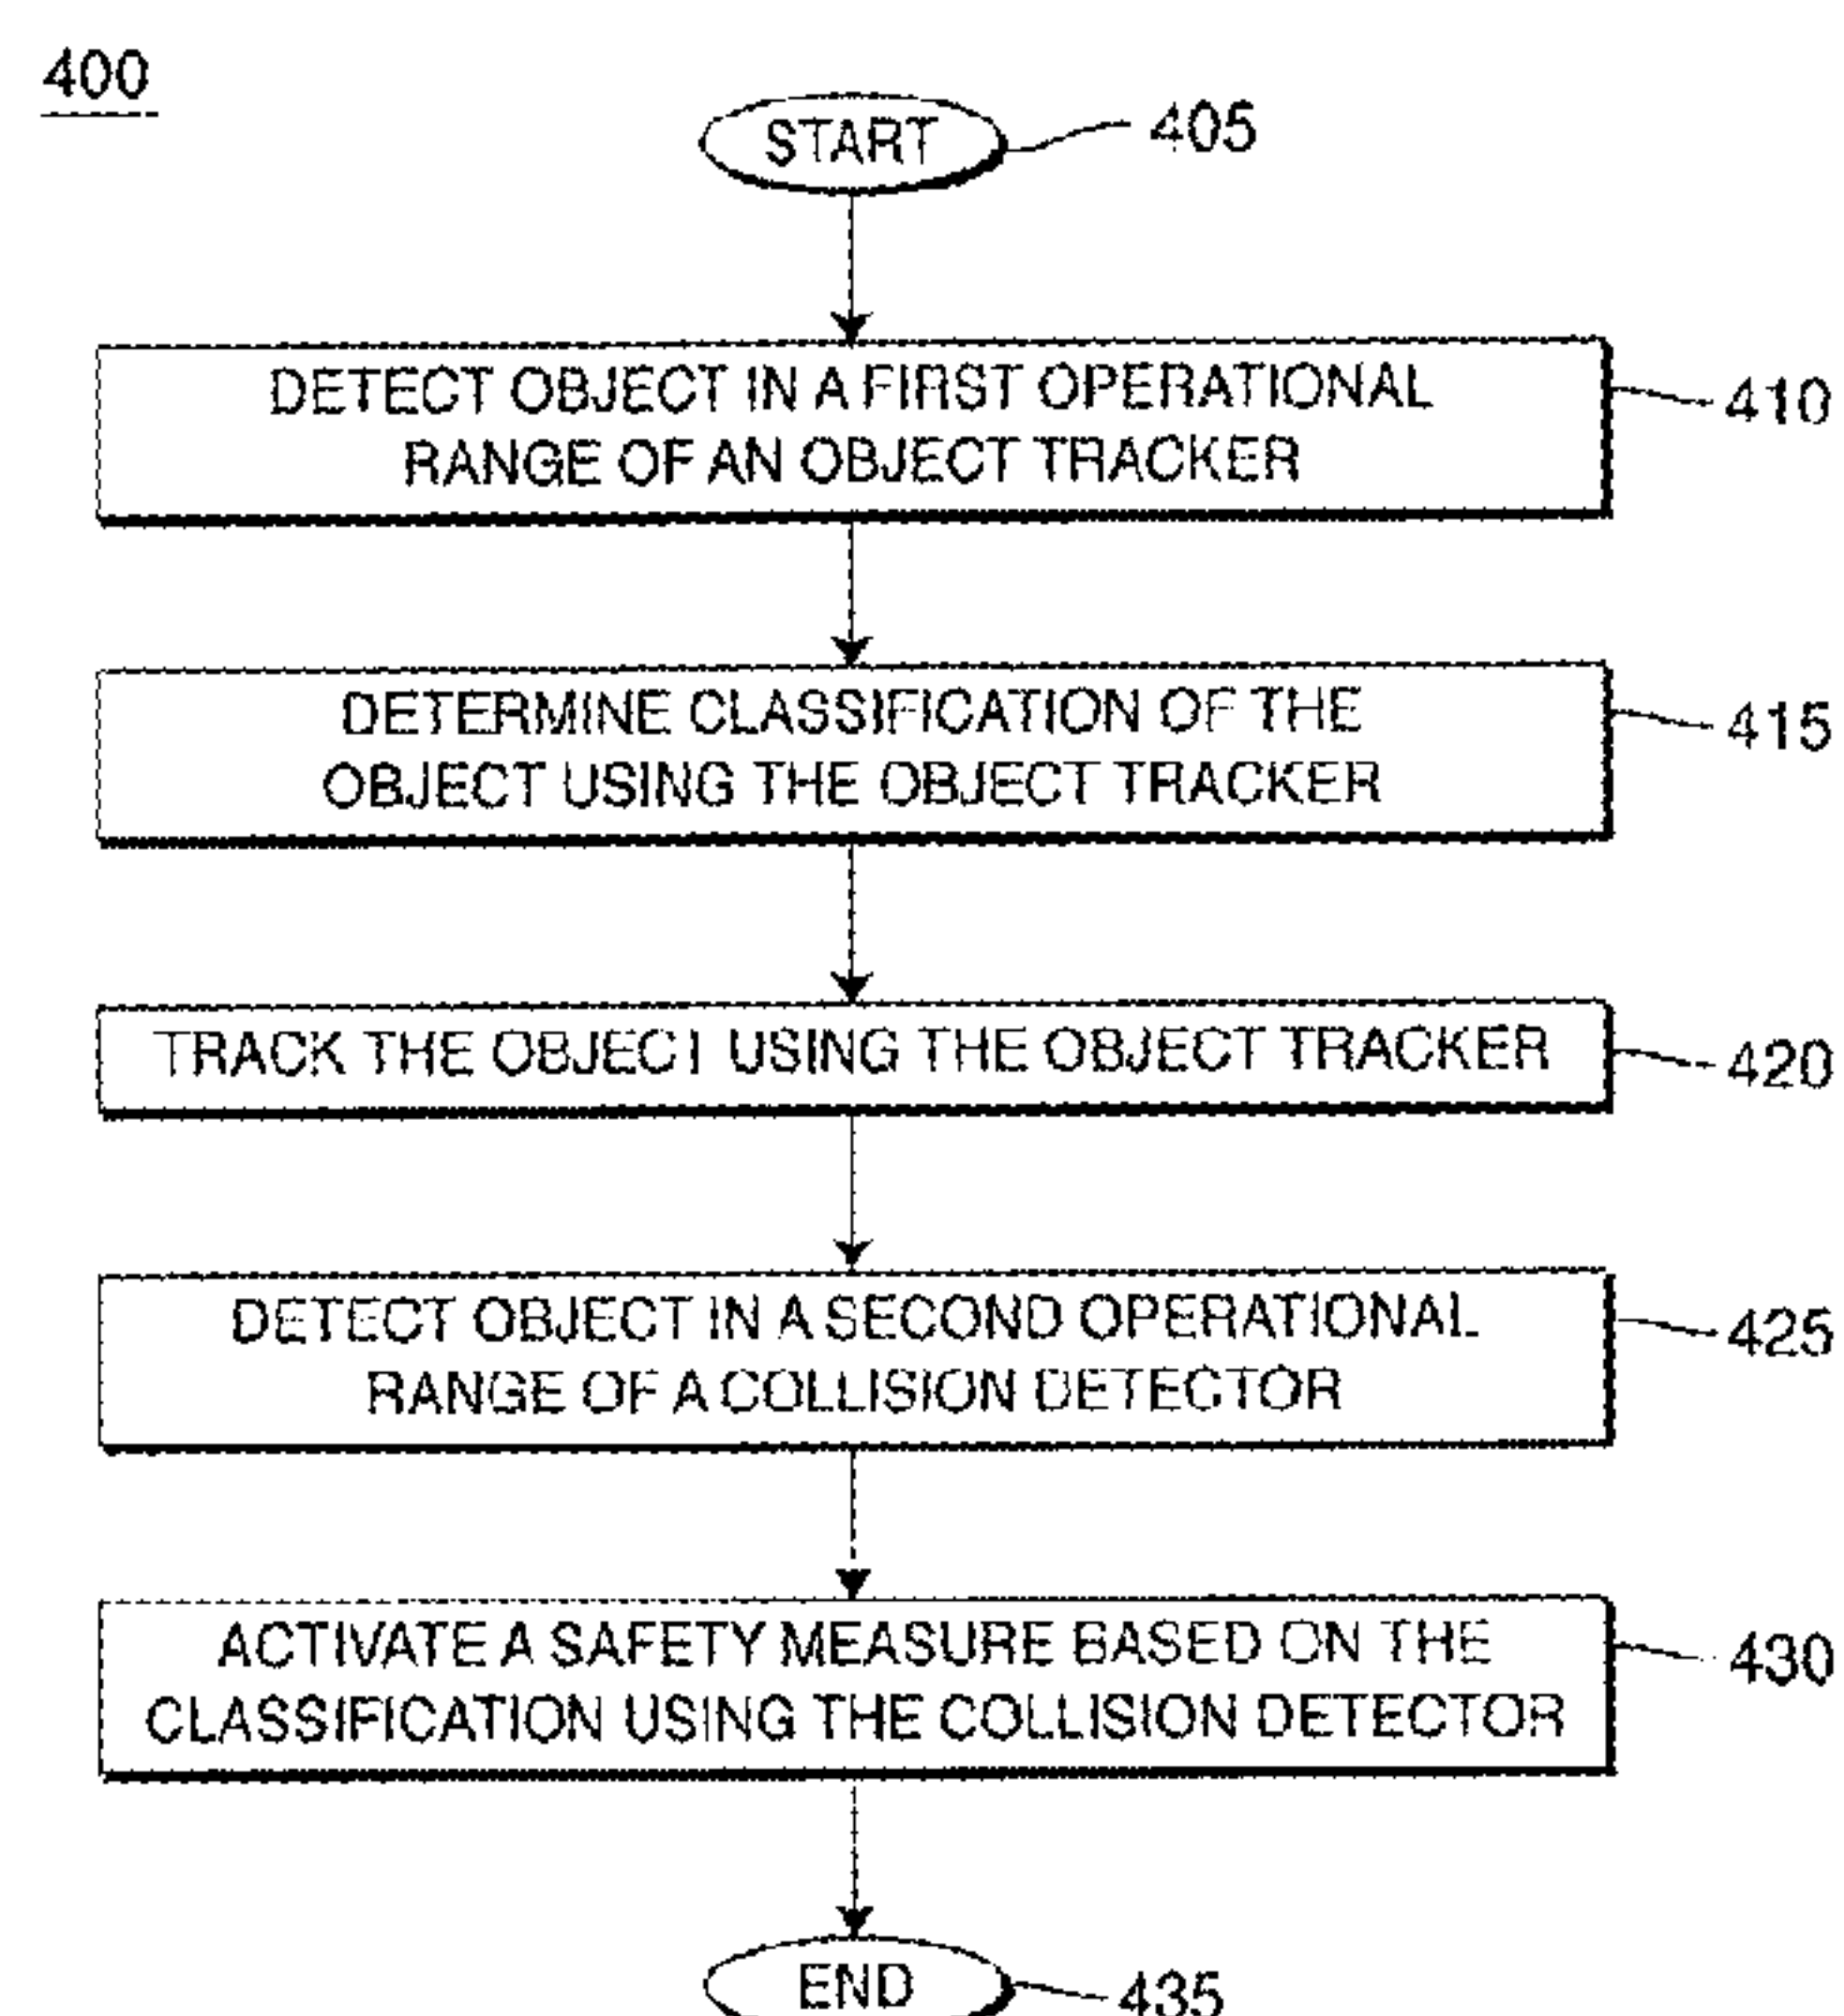 400
START
405
DETECT OBJECT IN A FIRST OPERATIONAL
RANGE OF AN OBJECT TRACKER
410
DETERMINE CLASSIFICATION OF THE
OBJECT USING THE OBJECT TRACKER
415
TRACK THE OBJECT USING THE OBJECT TRACKER
420
DETECT OBJECT IN A SECOND OPERATIONAL
RANGE OF A COLLISION DETECTOR
425
ACTIVATE A SAFETY MEASURE BASED ON THE
CLASSIFICATION USING THE COLLISION DETECTOR
430
END
435